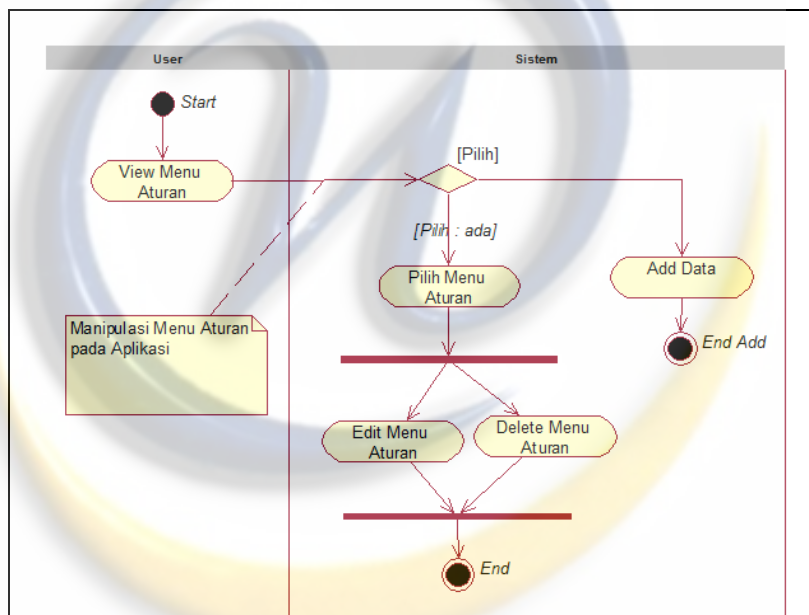 User
Sistem
Start
[Pilih]
View Menu
Aturan
[Pilih : ada]
Pilih Menu
Aturan
Add Data
Manipulasi Menu Aturan
pada Aplikasi
End Add
Edit Menu
Aturan
Delete Menu
Aturan
End